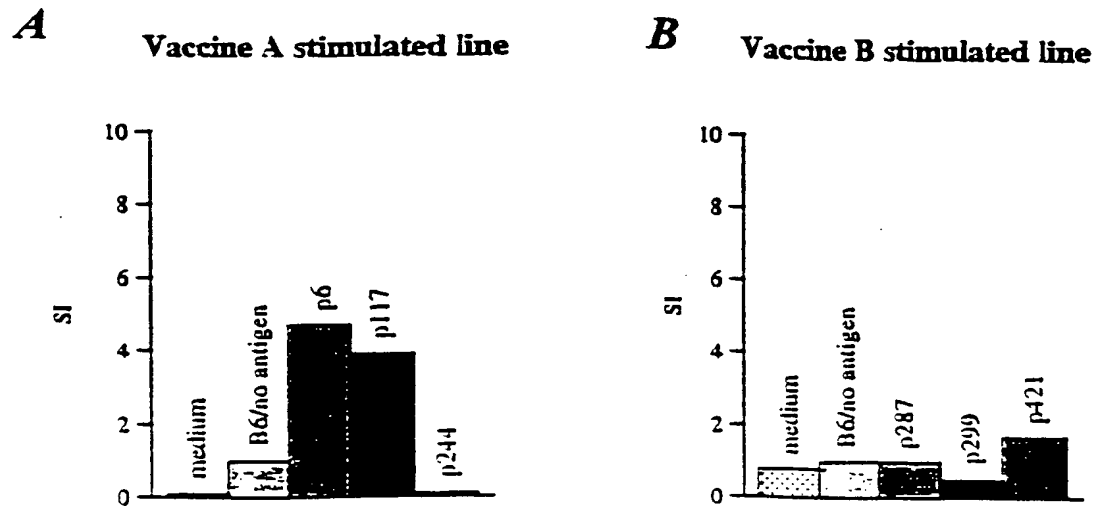 A
Vaccine A stimulated line
10
8
6
4
2
0
SI
medium
B6/no antigen
p6
p117
p244
B
Vaccine B stimulated line
10
8
6
4
2
0
SI
medium
B6/no antigen
p287
p299
p421